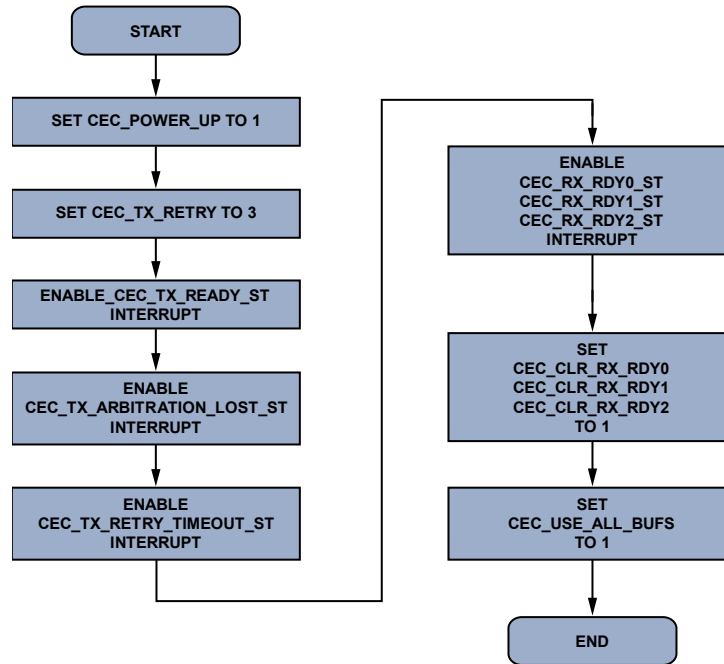 START
SET CEC_POWER_UP TO 1
SET CEC_TX_RETRY TO 3
ENABLE_CEC_TX_READY_ST
INTERRUPT
ENABLE
CEC_TX_ARBITRATION_LOST_ST
INTERRUPT
ENABLE
CEC_TX_RETRY_TIMEOUT_ST
INTERRUPT
ENABLE
CEC_RX_RDY0_ST
CEC_RX_RDY1_ST
CEC_RX_RDY2_ST
INTERRUPT
SET
CEC_CLR_RX_RDY0
CEC_CLR_RX_RDY1
CEC_CLR_RX_RDY2
TO 1
SET
CEC_USE_ALL_BUFS
TO 1
END